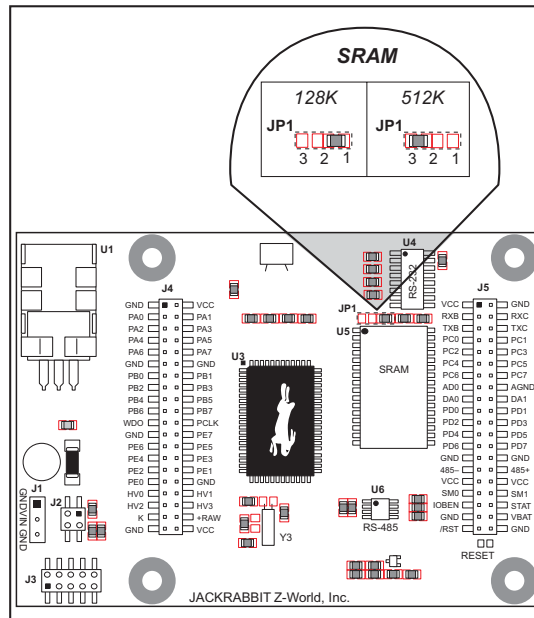 SRAM
128K
JP1
3 2 1
512K
JP1
3 2 1
U1
U4
RS-232
JP1
U5
SRAM
U3
J4
GND VCC
PA0 PA1
PA2 PA3
PA4 PA5
PA6 PA7
GND GND
PB0 PB1
PB2 PB3
PB4 PB5
PB6 PB7
WDO PCLK
GND PE7
PE6 PE5
PE4 PE3
PE2 PE1
PE0 GND
HV0 HV1
HV2 HV3
K +RAW
GND VCC
J5
VCC GND
RXB RXC
TXB TXC
PC0 PC1
PC2 PC3
PC4 PC5
PC6 PC7
AD0 AGND
DA0 DA1
PD0 PD1
PD2 PD3
PD4 PD5
PD6 PD7
GND GND
485– 485+
VCC VCC
SM0 SM1
IOBEN STAT
GND VBAT
/RST GND
RESET
U6
RS-485
Y3
J1
GND VIN GND
J2
J3
JACKRABBIT Z-World, Inc.